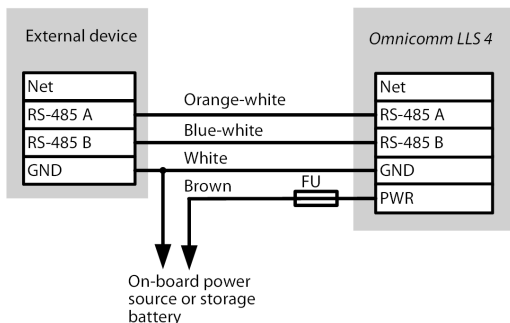 External device
Omnicomm LLS 4
Net
RS-485 A
RS-485 B
GND
Orange-white
Blue-white
White
Brown
FU
Net
RS-485 A
RS-485 B
GND
PWR
On-board power
source or storage
battery